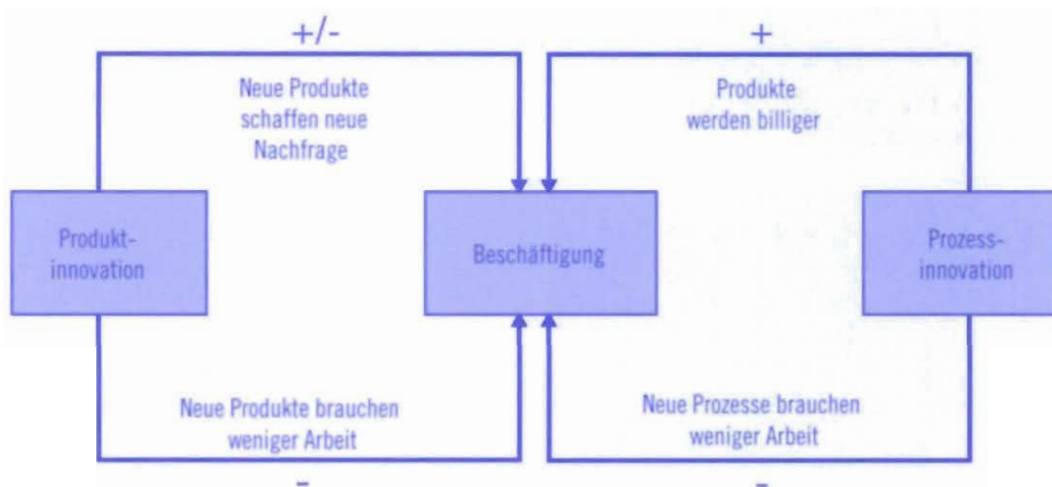 +/-
Neue Produkte
schaffen neue
Nachfrage
+
Produkte
werden billiger
Produkt-
innovation
Beschäftigung
Prozess-
innovation
Neue Produkte brauchen
weniger Arbeit
-
Neue Prozesse brauchen
weniger Arbeit
-